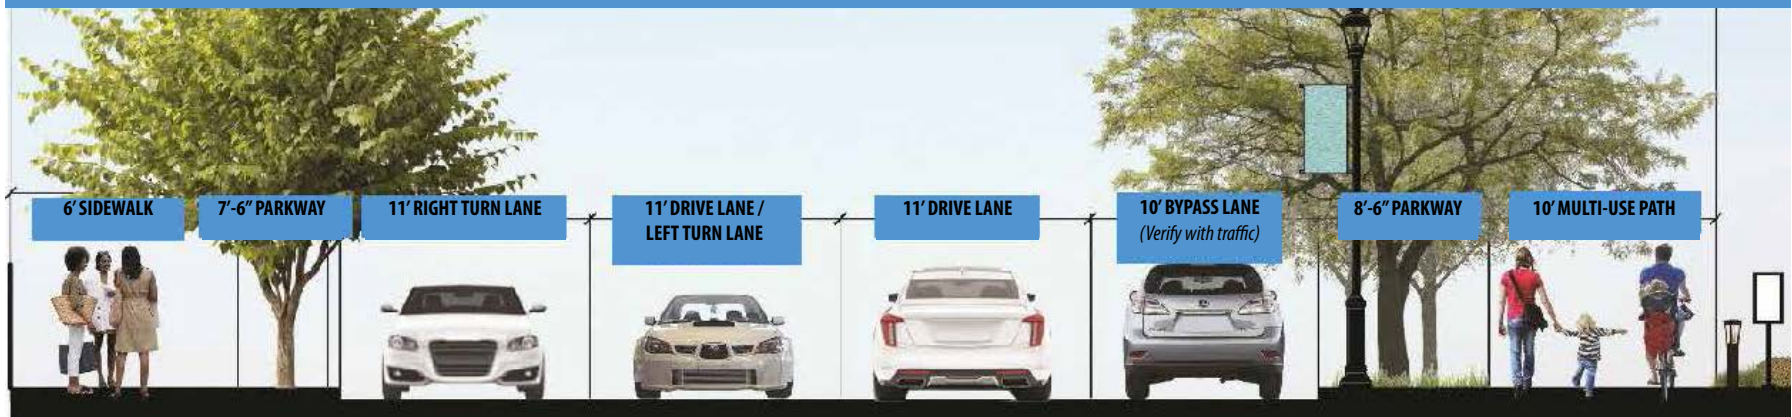 6’ SIDEWALK
7’-6” PARKWAY
11’ RIGHT TURN LANE
11’ DRIVE LANE /
LEFT TURN LANE
11’ DRIVE LANE
10’ BYPASS LANE
(Verify with traffic)
8’-6” PARKWAY
10’ MULTI-USE PATH